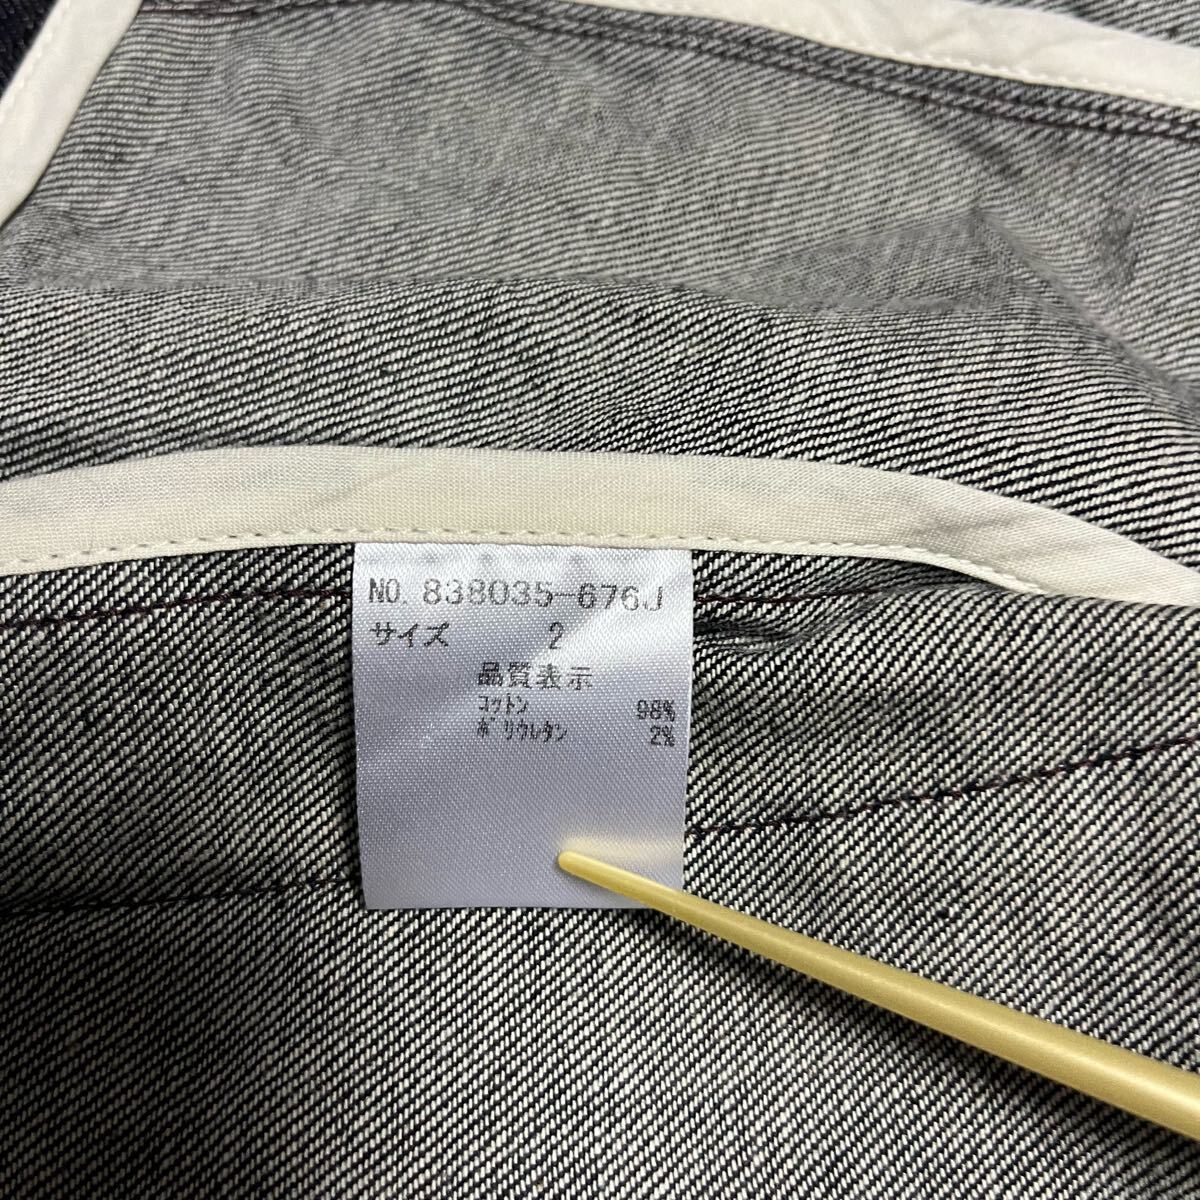 NO. 838035-676J
サイズ 2
品質表示
コットン 98%
ポリウレタン 2%